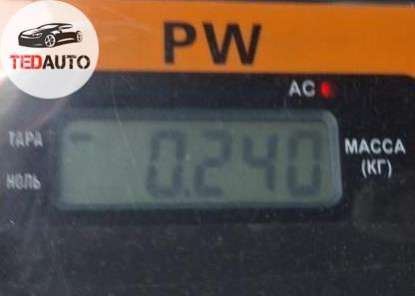 TEDAUTO
PW
AC
ТАРА
НОЛЬ
- 0.240
МАССА
(КГ)